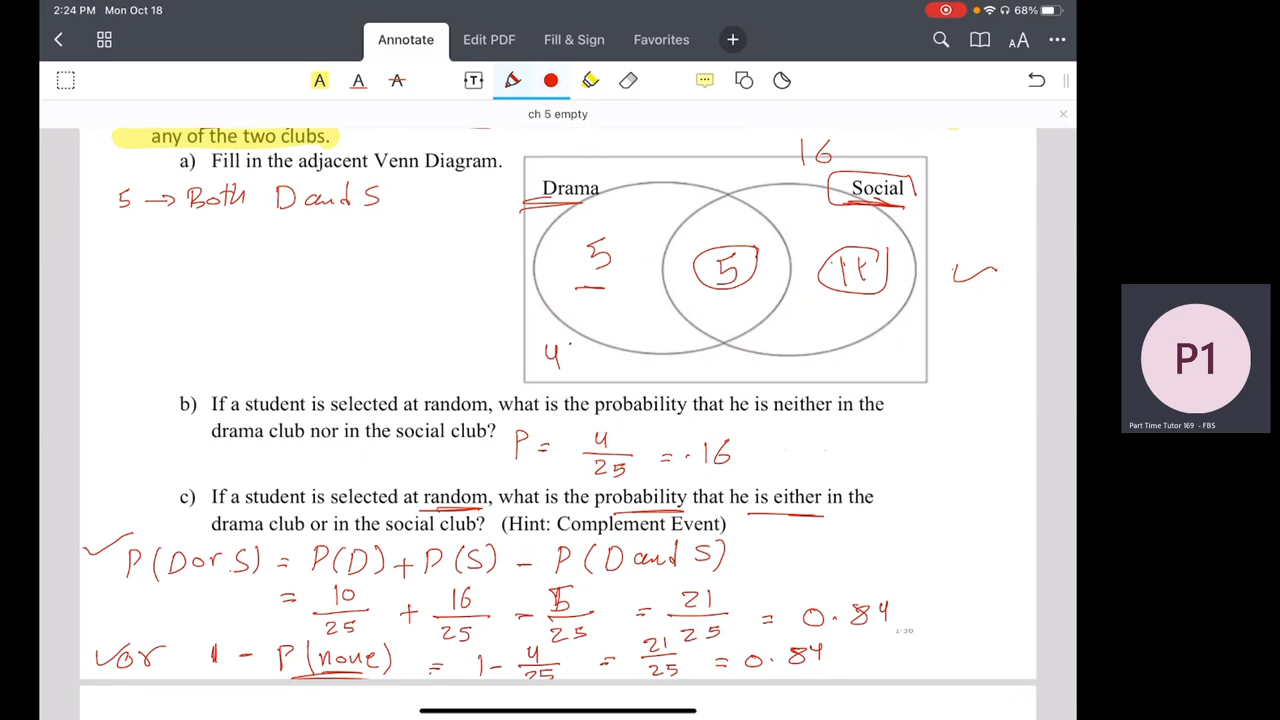 2:24 PM Mon Oct 18
68%
Annotate Edit PDF Fill & Sign Favorites
ch 5 empty
any of the two clubs.
a) Fill in the adjacent Venn Diagram.
16
5 → Both D and S
Drama
Social
5
5
11
4
b) If a student is selected at random, what is the probability that he is neither in the
drama club nor in the social club?
P = 4/25 = .16
c) If a student is selected at random, what is the probability that he is either in the
drama club or in the social club? (Hint: Complement Event)
P(D or S) = P(D) + P(S) - P(D and S)
= 10/25 + 16/25 - 5/25 = 21/25 = 0.84
or 1 - P(none) = 1 - 4/25 = 21/25 = 0.84
P1
Part Time Tutor 169 - FBS